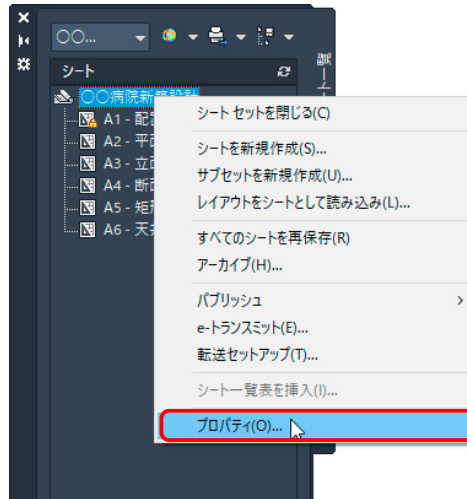 〇〇...
シート
〇〇病院新築設計
A1 - 配
A2 - 平
A3 - 立
A4 - 断
A5 - 矩
A6 - 天
シート セットを閉じる(C)
シートを新規作成(S)...
サブセットを新規作成(U)...
レイアウトをシートとして読み込み(L)...
すべてのシートを再保存(R)
アーカイブ(H)...
パブリッシュ
e-トランスミット(E)...
転送セットアップ(T)...
シート一覧表を挿入(I)...
プロパティ(O)...